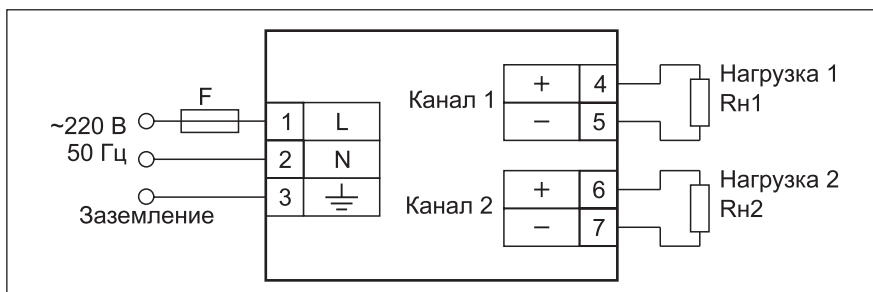 ~220 В
50 Гц
Заземление
F
1 L
2 N
3
Канал 1
+ 4
– 5
Нагрузка 1
Rн1
Канал 2
+ 6
– 7
Нагрузка 2
Rн2